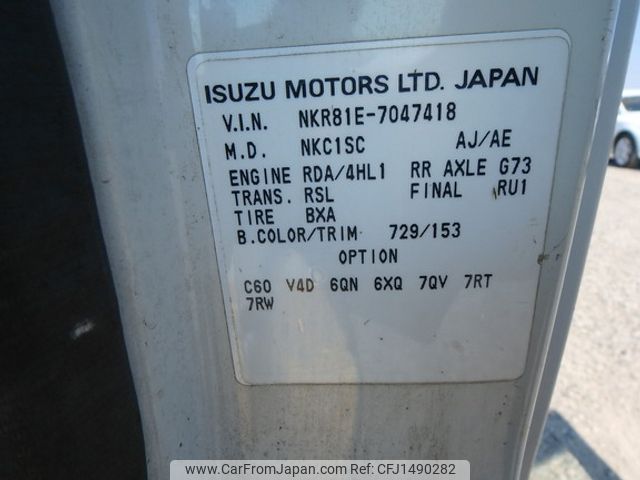 ISUZU MOTORS LTD. JAPAN
V.I.N. NKR81E-7047418
M.D. NKC1SC AJ/AE
ENGINE RDA/4HL1 RR AXLE G73
TRANS. RSL FINAL RU1
TIRE BXA
B.COLOR/TRIM 729/153
OPTION
C60 V4D 6QN 6XQ 7QV 7RT
7RW
www.CarFromJapan.com | Ref No: CFJ1490282